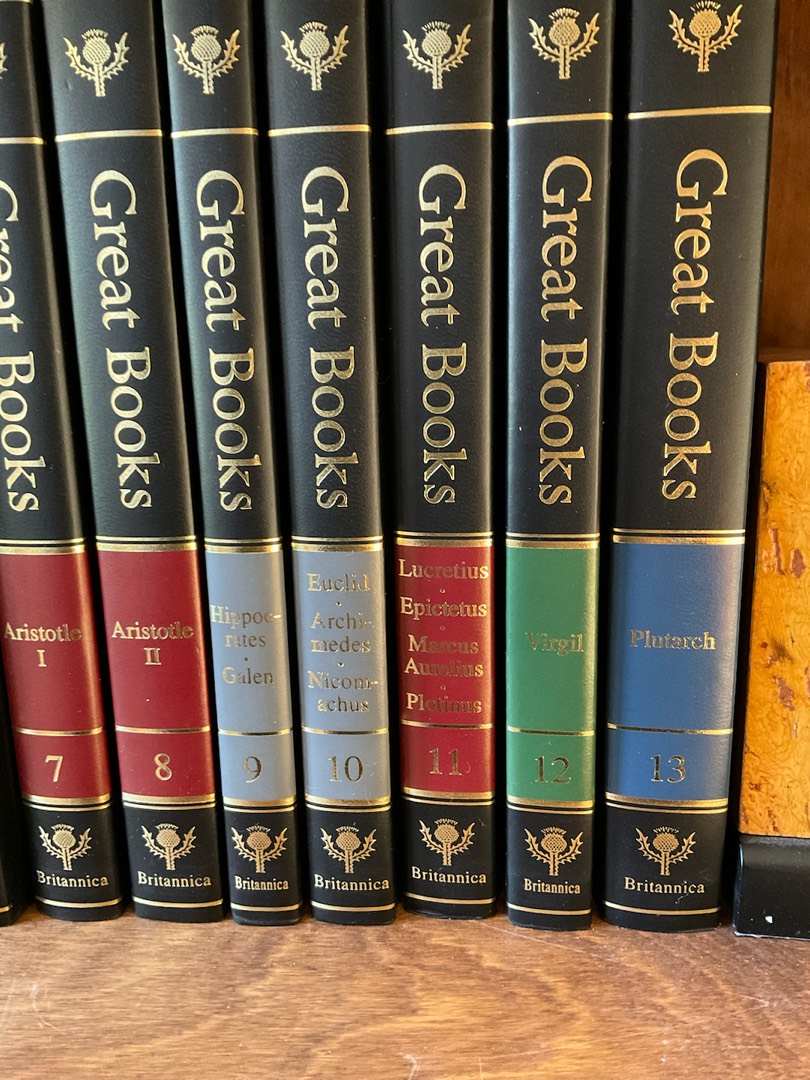 Great Books
Aristotle
I
7
Britannica
Great Books
Aristotle
II
8
Britannica
Great Books
Hippoc-
rates
·
Galen
9
Britannica
Great Books
Euclid
·
Archi-
medes
·
Nicom-
achus
10
Britannica
Great Books
Lucretius
·
Epictetus
·
Marcus
Aurelius
·
Plotinus
11
Britannica
Great Books
Virgil
12
Britannica
Great Books
Plutarch
13
Britannica